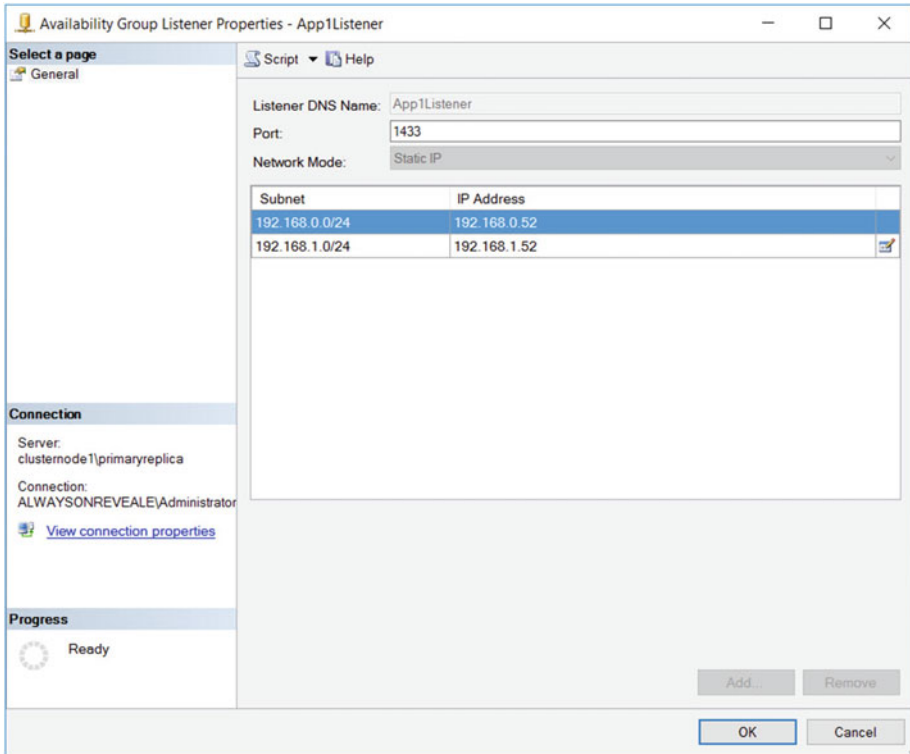 Availability Group Listener Properties - App1Listener
Select a page
General
Script Help
Listener DNS Name: App1Listener
Port: 1433
Network Mode: Static IP
Subnet IP Address
192.168.0.0/24 192.168.0.52
192.168.1.0/24 192.168.1.52
Connection
Server:
clusternode1\primaryreplica
Connection:
ALWAYSONREVEALE\Administrator
View connection properties
Progress
Ready
Add... Remove
OK Cancel